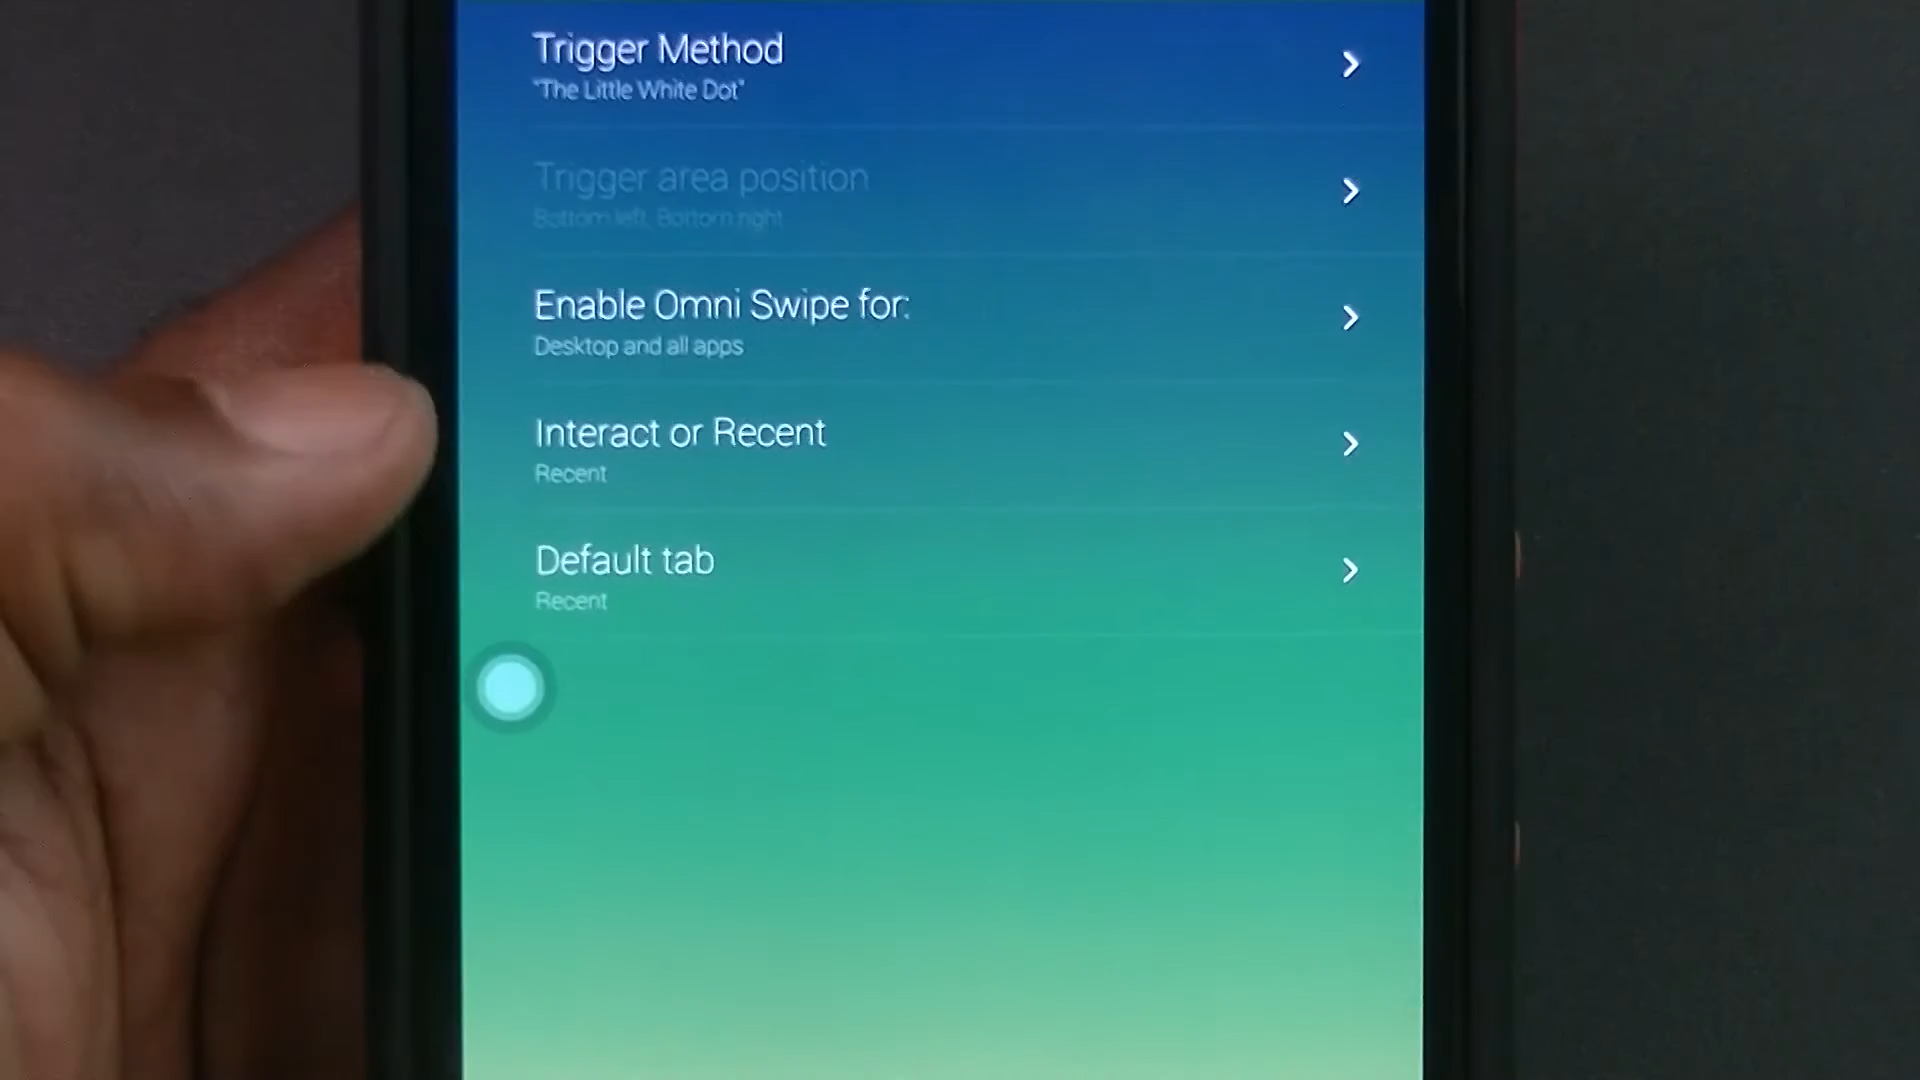 Trigger Method
"The Little White Dot"
Trigger area position
Bottom left, Bottom right
Enable Omni Swipe for:
Desktop and all apps
Interact or Recent
Recent
Default tab
Recent